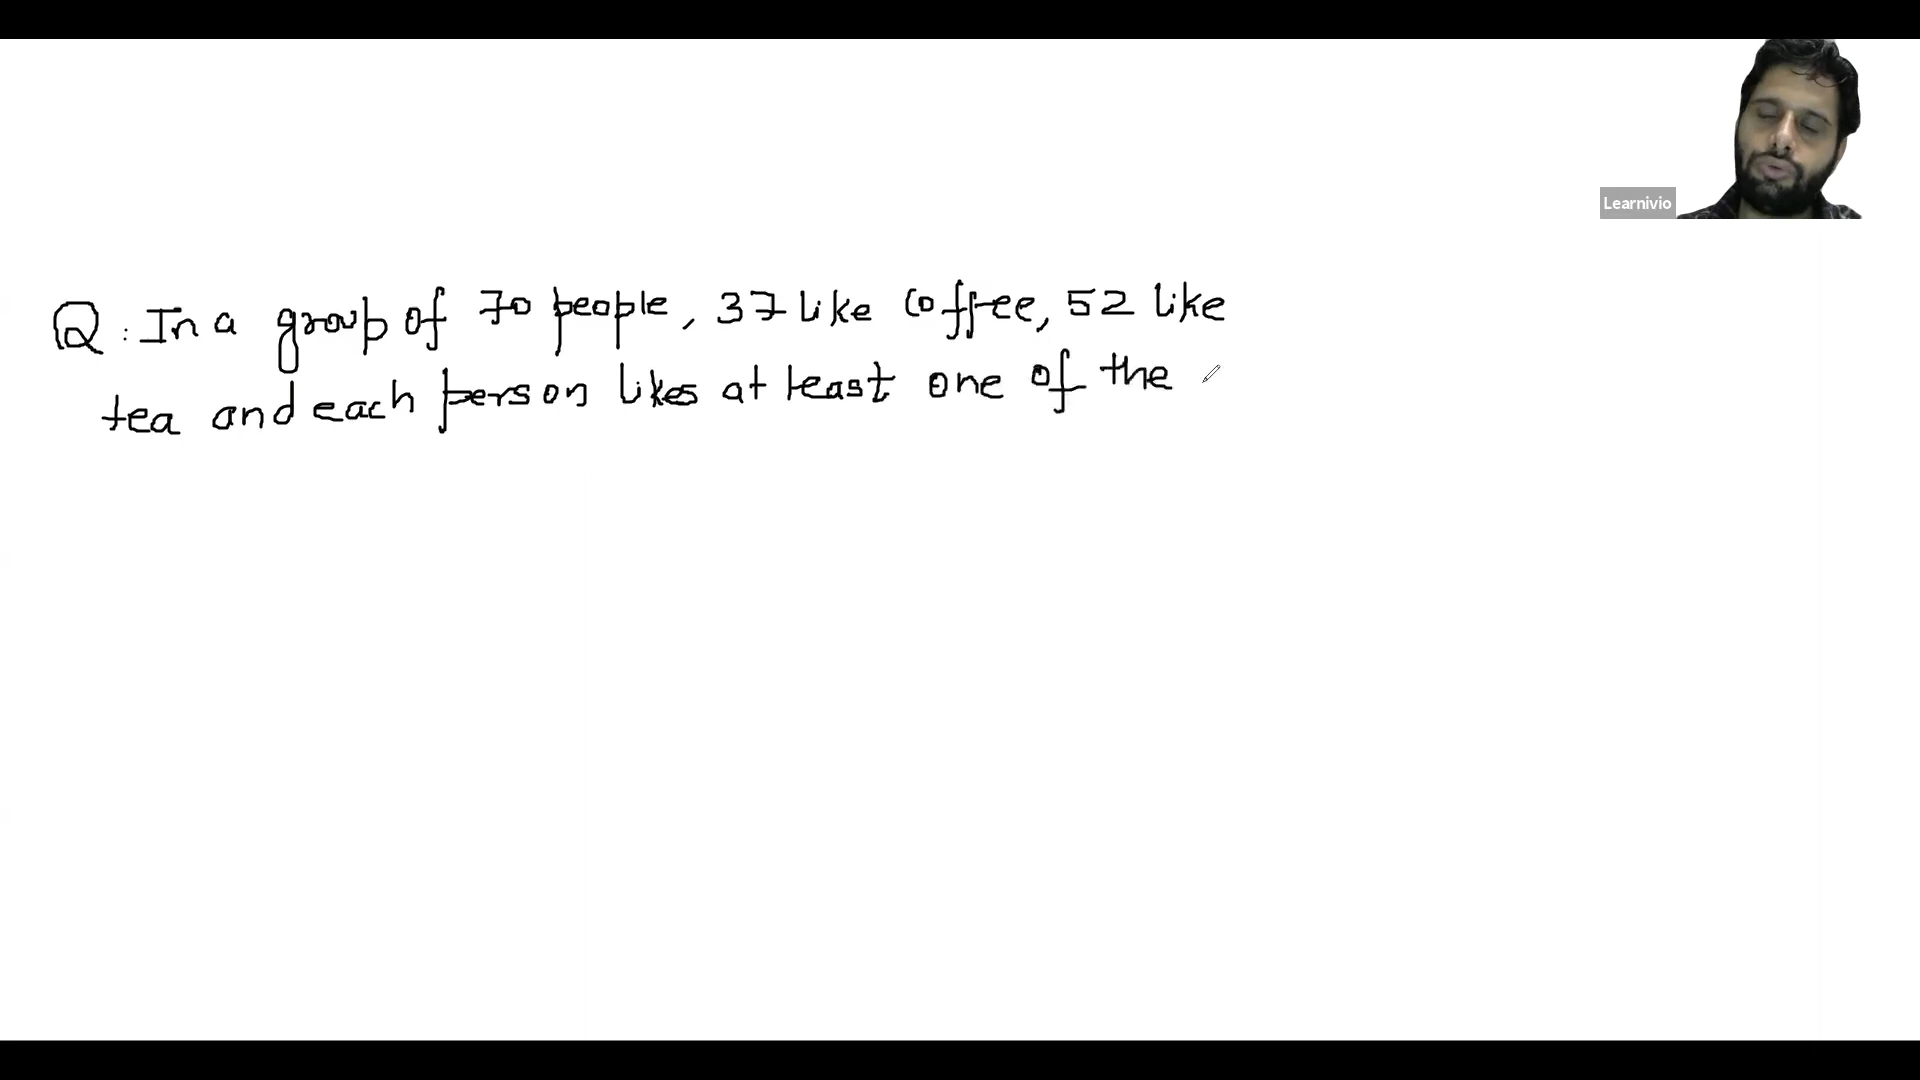 Learnivio
Q: In a group of 70 people, 37 like coffee, 52 like
tea and each person likes at least one of the